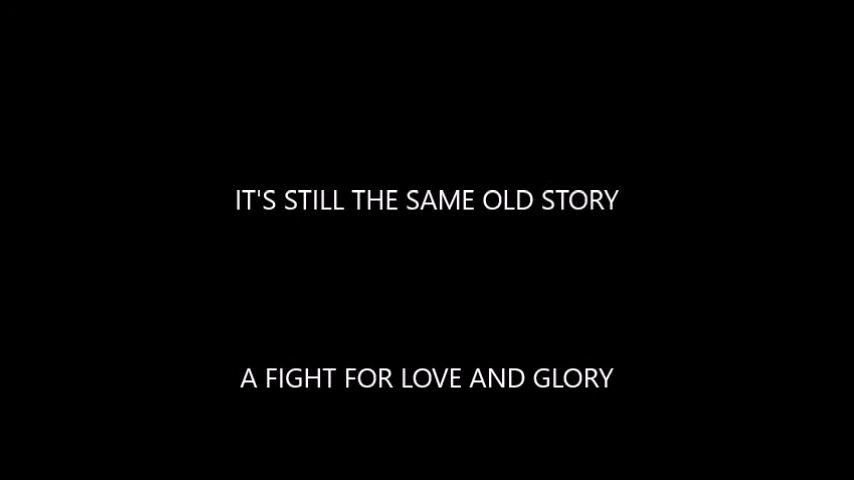 IT'S STILL THE SAME OLD STORY
A FIGHT FOR LOVE AND GLORY